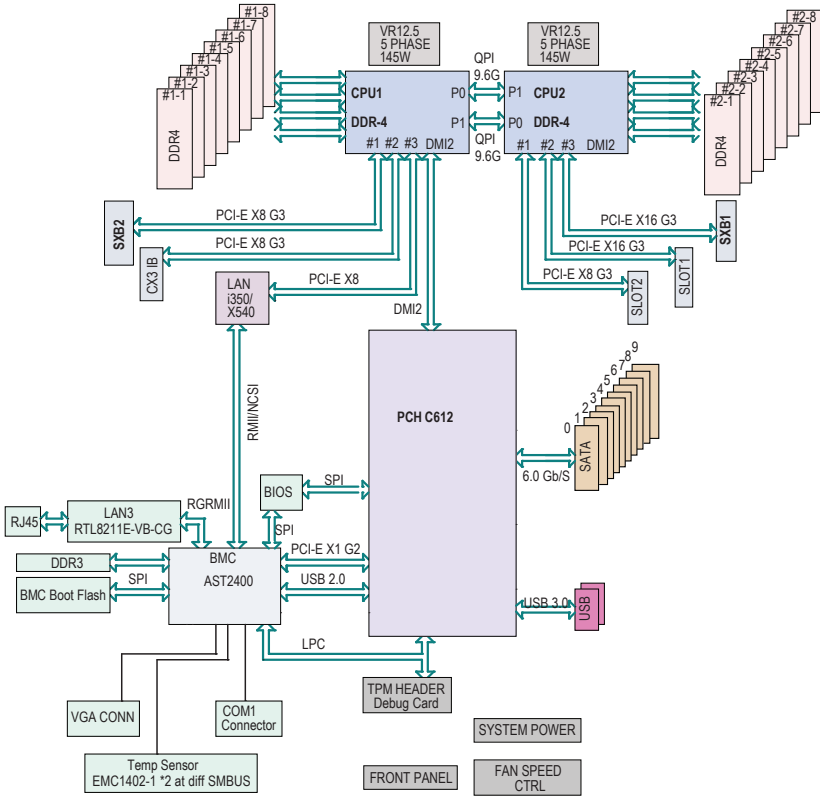 VR12.5
5 PHASE
145W
VR12.5
5 PHASE
145W
#1-8
#1-7
#1-6
#1-5
#1-4
#1-3
#1-2
#1-1
DDR4
#2-8
#2-7
#2-6
#2-5
#2-4
#2-3
#2-2
#2-1
DDR4
QPI
9.6G
CPU1
P0
DDR-4
P1
#1 #2 #3 DMI2
P1
CPU2
P0
DDR-4
#1 #2 #3 DMI2
QPI
9.6G
SXB2
PCI-E X8 G3
CX3 IB
PCI-E X8 G3
LAN
i350/
X540
PCI-E X8
DMI2
PCI-E X16 G3
SXB1
PCI-E X16 G3
SLOT1
PCI-E X8 G3
SLOT2
PCH C612
RMII/NCSI
0
1
2
3
4
5
6
7
8
9
SATA
6.0 Gb/S
BIOS
SPI
SPI
RJ45
LAN3
RTL8211E-VB-CG
RGRMII
DDR3
BMC Boot Flash
SPI
BMC
AST2400
PCI-E X1 G2
USB 2.0
USB 3.0
USB
LPC
TPM HEADER
Debug Card
VGA CONN
COM1
Connector
Temp Sensor
EMC1402-1 *2 at diff SMBUS
SYSTEM POWER
FRONT PANEL
FAN SPEED
CTRL